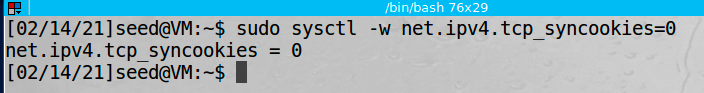 /bin/bash 76x29
[02/14/21]seed@VM:~$ sudo sysctl -w net.ipv4.tcp_syncookies=0
net.ipv4.tcp_syncookies = 0
[02/14/21]seed@VM:~$